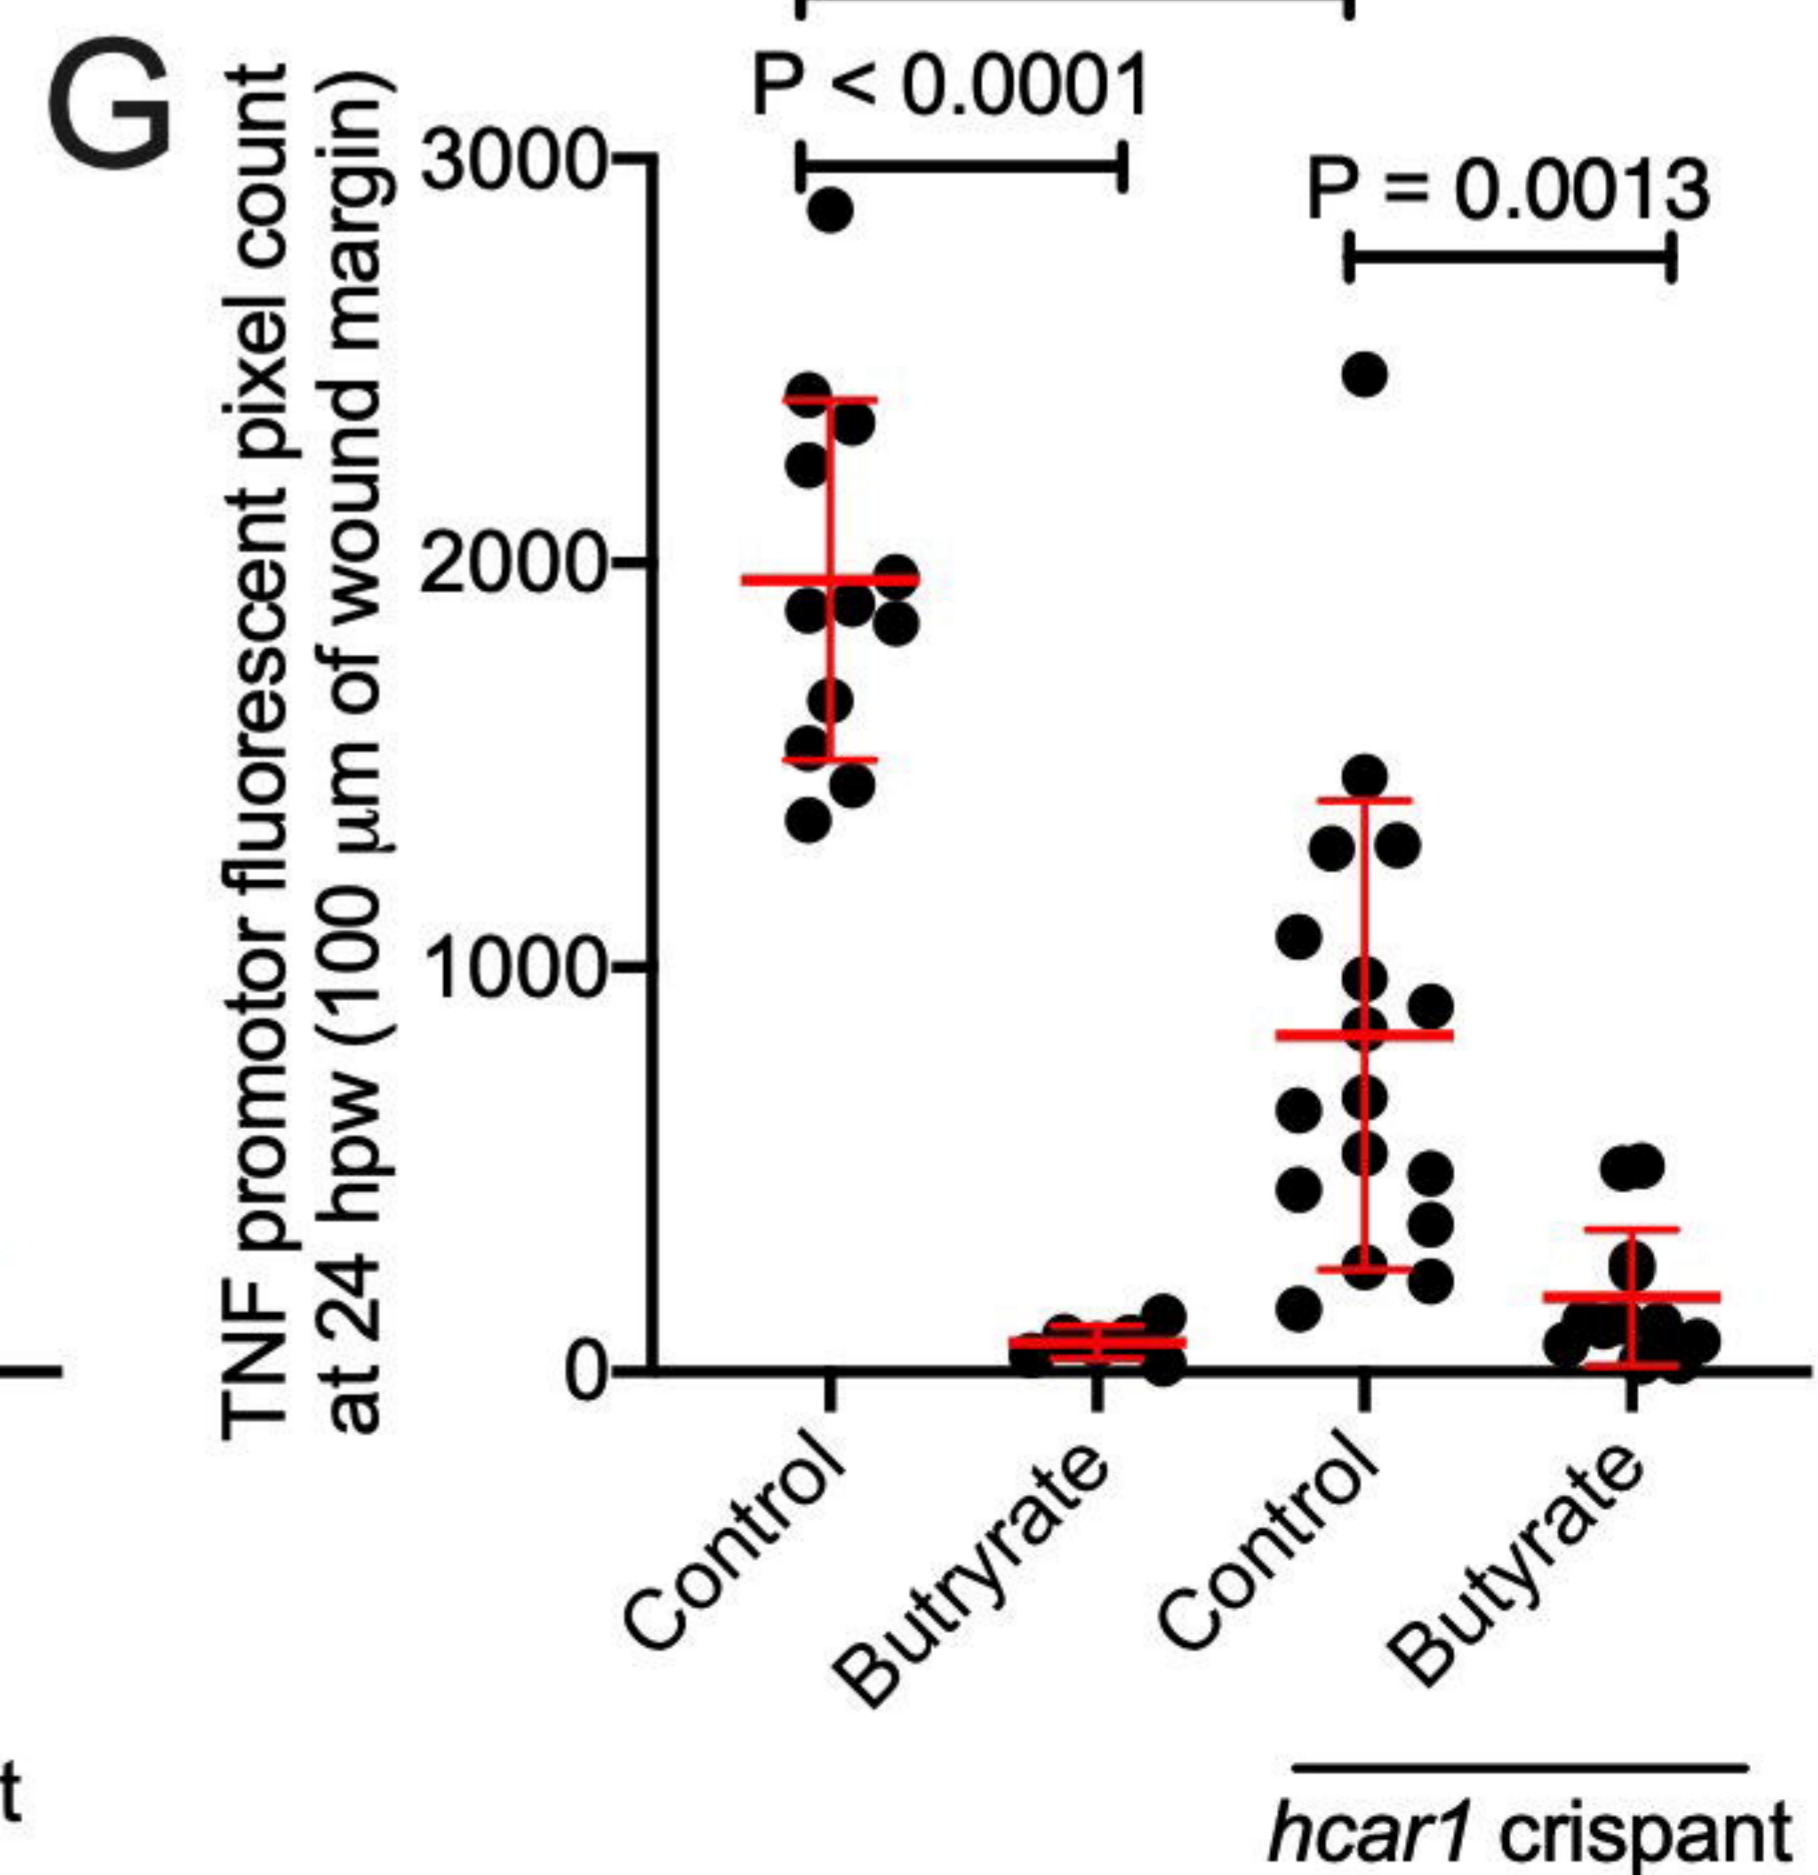 G
TNF promotor fluorescent pixel count
at 24 hpw (100 μm of wound margin)
P < 0.0001
P = 0.0013
3000
2000
1000
0
Control
Butryrate
Control
Butyrate
hcar1 crispant
t